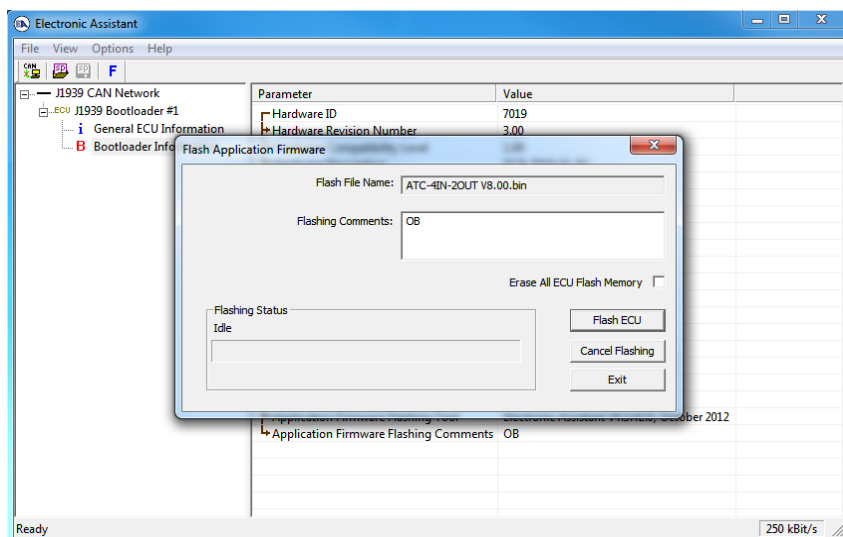 Electronic Assistant
File View Options Help
CAN
F
J1939 CAN Network
ECU J1939 Bootloader #1
i General ECU Information
B Bootloader Info
Parameter Value
Hardware ID 7019
Hardware Revision Number 3.00
Flash Application Firmware
Flash File Name: ATC-4IN-2OUT V8.00.bin
Flashing Comments: OB
Erase All ECU Flash Memory
Flashing Status
Idle
Flash ECU
Cancel Flashing
Exit
Application Firmware Flashing Tool Electronic Assistant October 2012
Application Firmware Flashing Comments OB
Ready 250 kBit/s